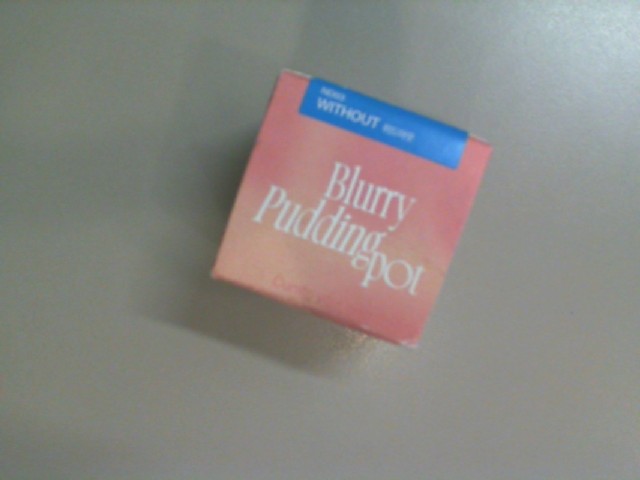 WITHOUT
Blurry
Pudding
pot